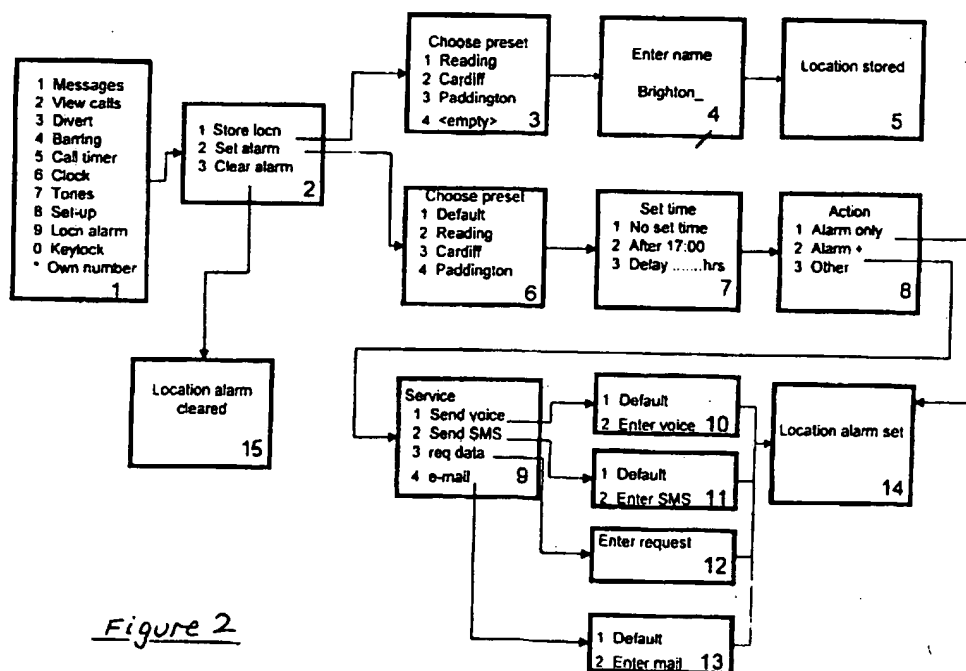 1 Messages
2 View calls
3 Divert
4 Barring
5 Call timer
6 Clock
7 Tones
8 Set-up
9 Locn alarm
0 Keylock
* Own number
1
1 Store locn
2 Set alarm
3 Clear alarm
2
Choose preset
1 Reading
2 Cardiff
3 Paddington
4 <empty>
3
Enter name
Brighton_
4
Location stored
5
Choose preset
1 Default
2 Reading
3 Cardiff
4 Paddington
6
Set time
1 No set time
2 After 17:00
3 Delay .......hrs
7
Action
1 Alarm only
2 Alarm +
3 Other
8
Location alarm
cleared
15
Service
1 Send voice
2 Send SMS
3 req data
4 e-mail
9
1 Default
2 Enter voice
10
1 Default
2 Enter SMS
11
Enter request
12
1 Default
2 Enter mail
13
Location alarm set
14
Figure 2